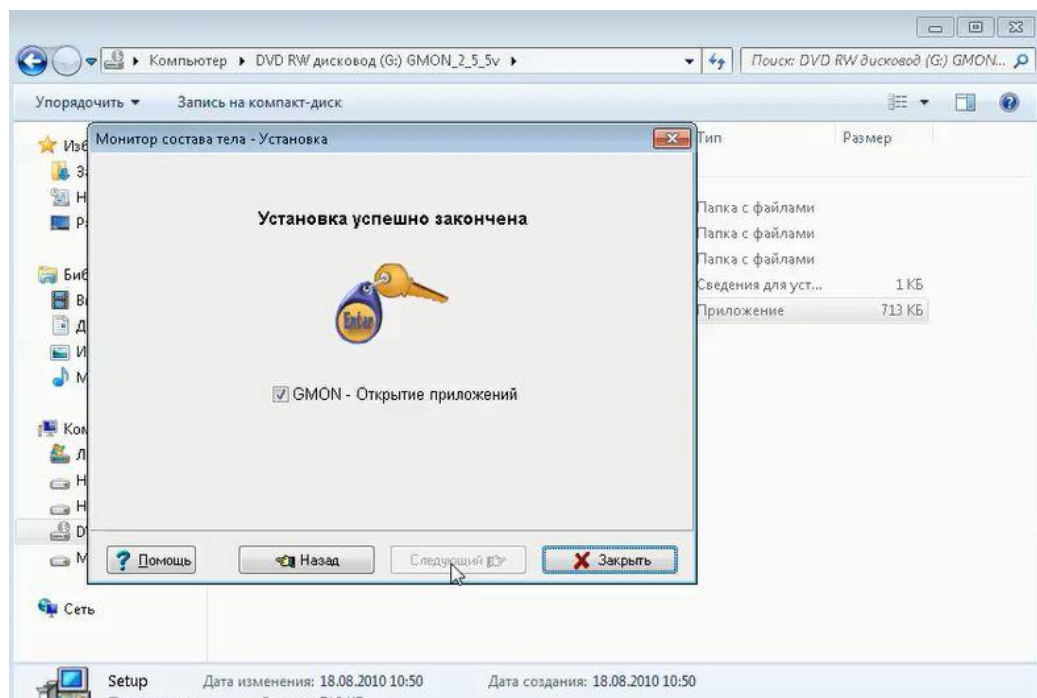 Компьютер ▸ DVD RW дисковод (G:) GMON_2_5_5v ▸
Поиск: DVD RW дисковод (G:) GMON...
Упорядочить
Запись на компакт-диск
Тип
Размер
Монитор состава тела - Установка
Установка успешно закончена
Enter
GMON - Открытие приложений
Помощь
Назад
Следующий
Закрыть
Папка с файлами
Папка с файлами
Папка с файлами
Сведения для уст... 1 КБ
Приложение 713 КБ
Сеть
Setup
Дата изменения: 18.08.2010 10:50
Дата создания: 18.08.2010 10:50